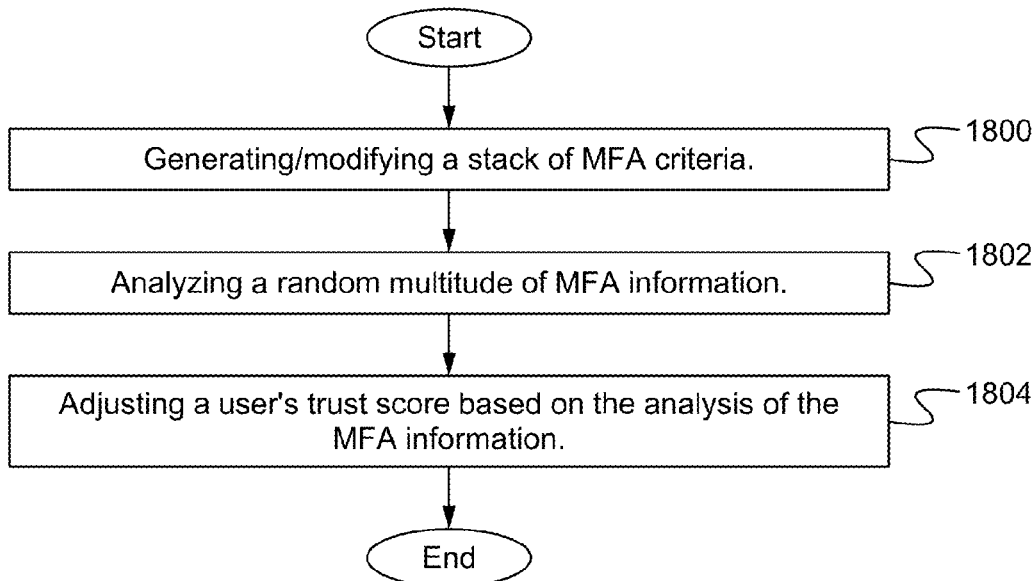 Start
1800
Generating/modifying a stack of MFA criteria.
1802
Analyzing a random multitude of MFA information.
1804
Adjusting a user's trust score based on the analysis of the
MFA information.
End